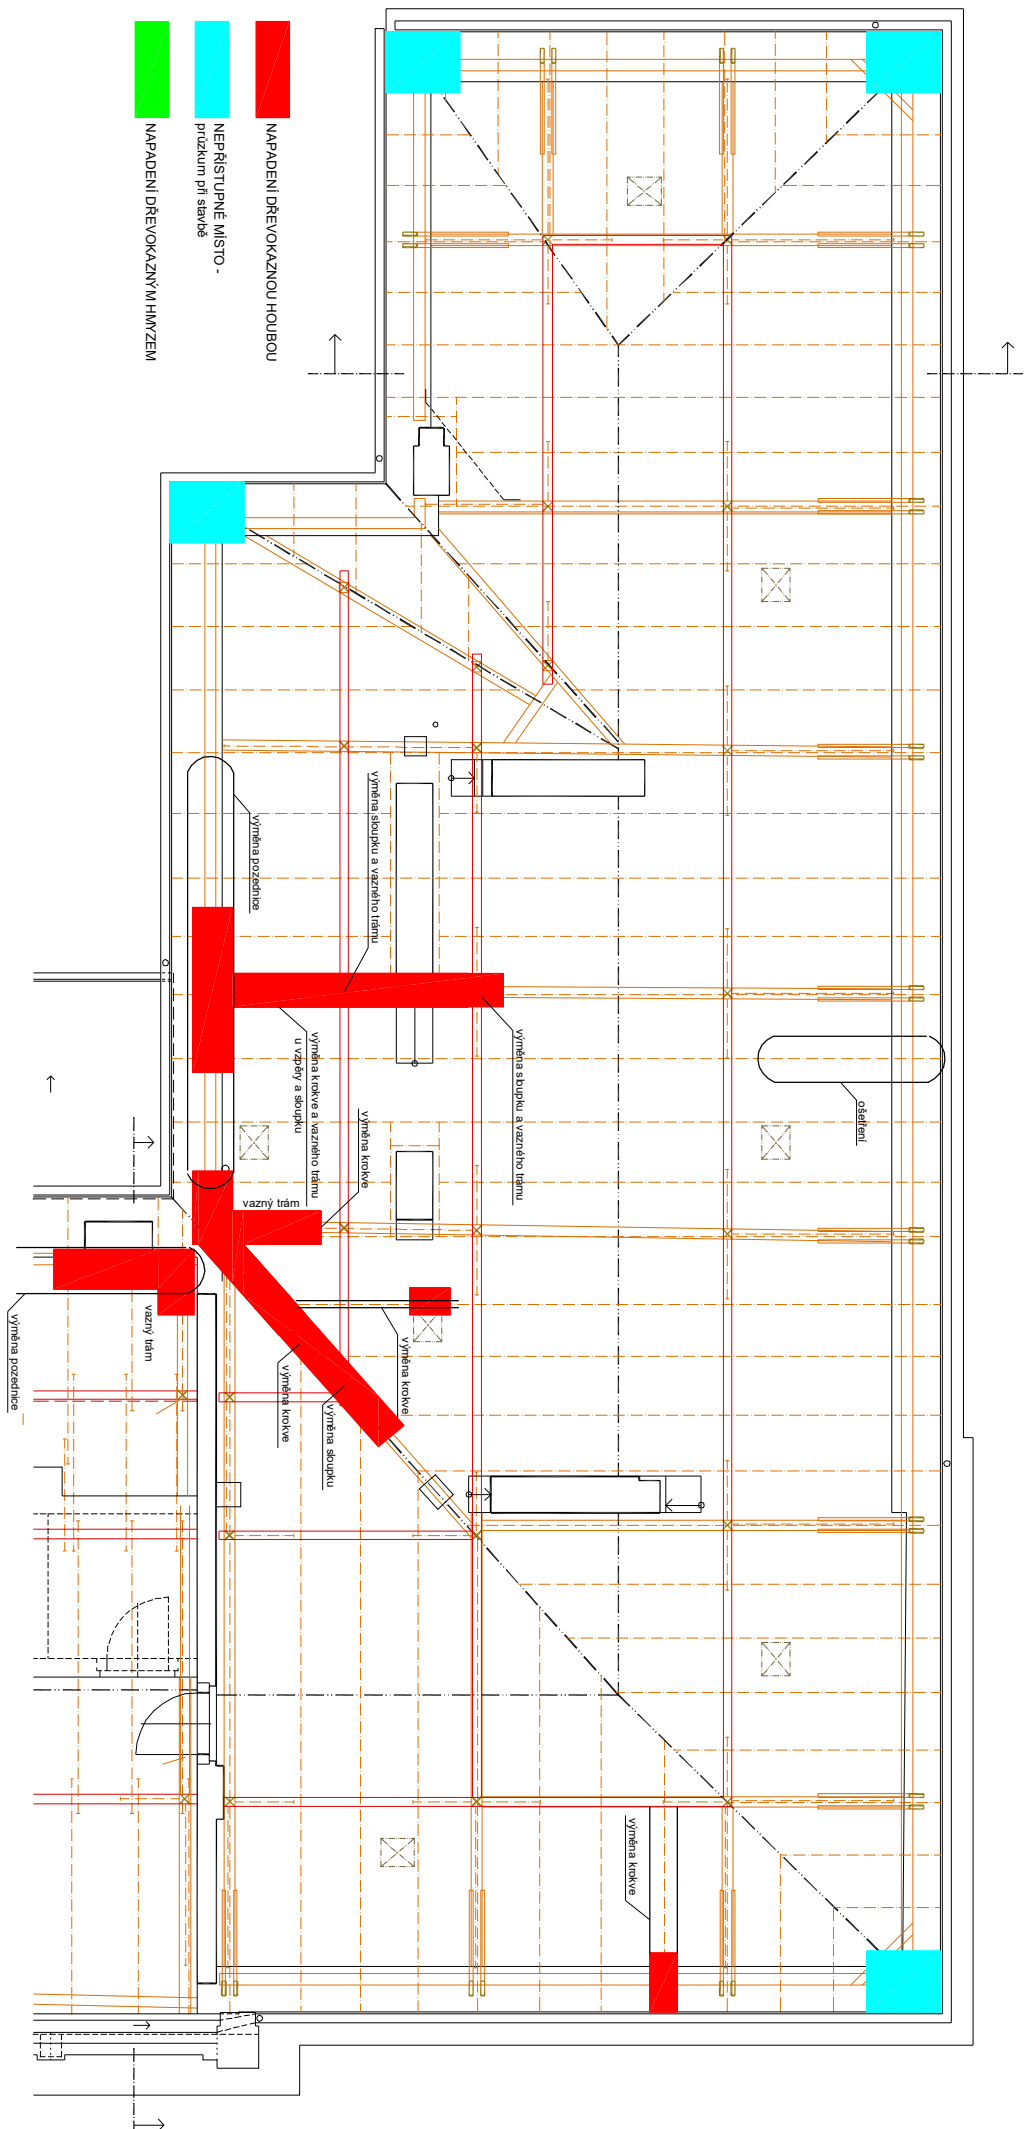 NAPADENÍ DŘEVOKAZNOU HOUBOU
NEPŘÍSTUPNÉ MÍSTO -
průzkum při stavbě
NAPADENÍ DŘEVOKAZNÝM HMYZEM
výměna pozednice
výměna sloupku a vazného trámu
výměna sloupku a vazného trámu
výměna krokve a vazného trámu
u vzpěry a sloupku
výměna krokve
ošetření
vazný trám
vazný trám
výměna pozednice
výměna krokve
výměna krokve
výměna sloupku
výměna krokve